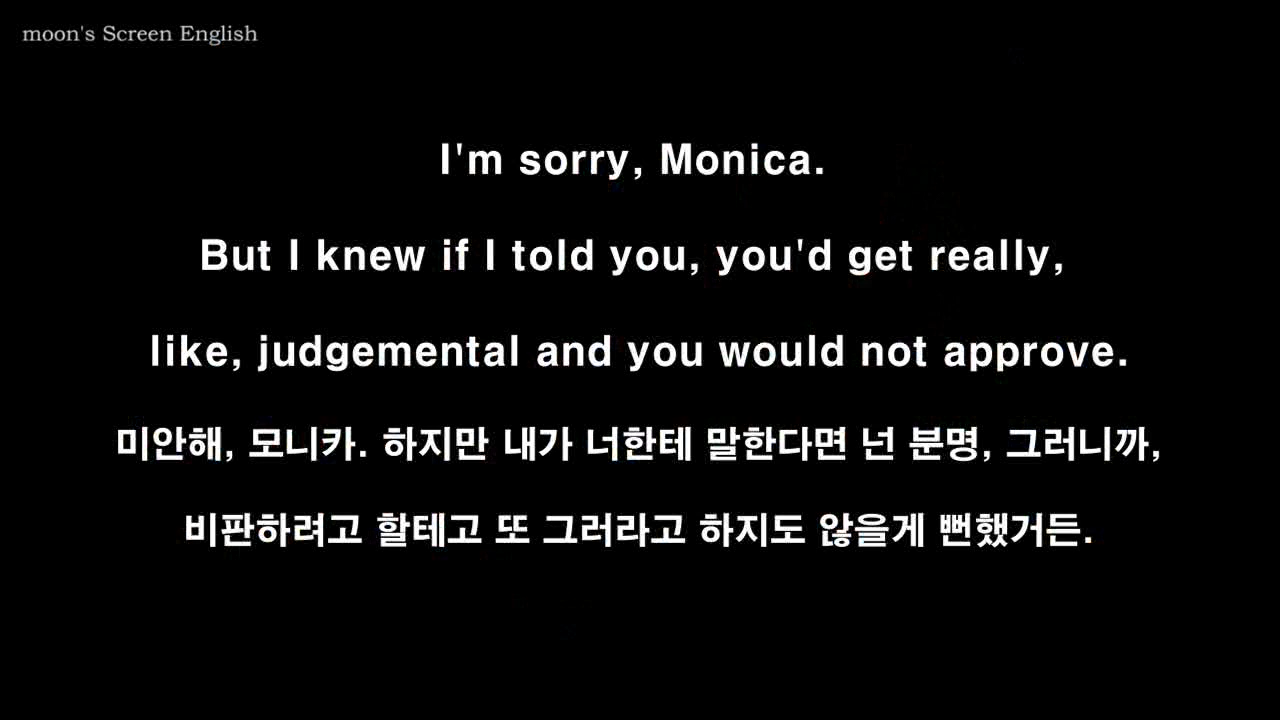 moon's Screen English
I'm sorry, Monica.
But I knew if I told you, you'd get really,
like, judgemental and you would not approve.
미안해, 모니카. 하지만 내가 너한테 말한다면 넌 분명, 그러니까,
비판하려고 할테고 또 그러라고 하지도 않을게 뻔했거든.